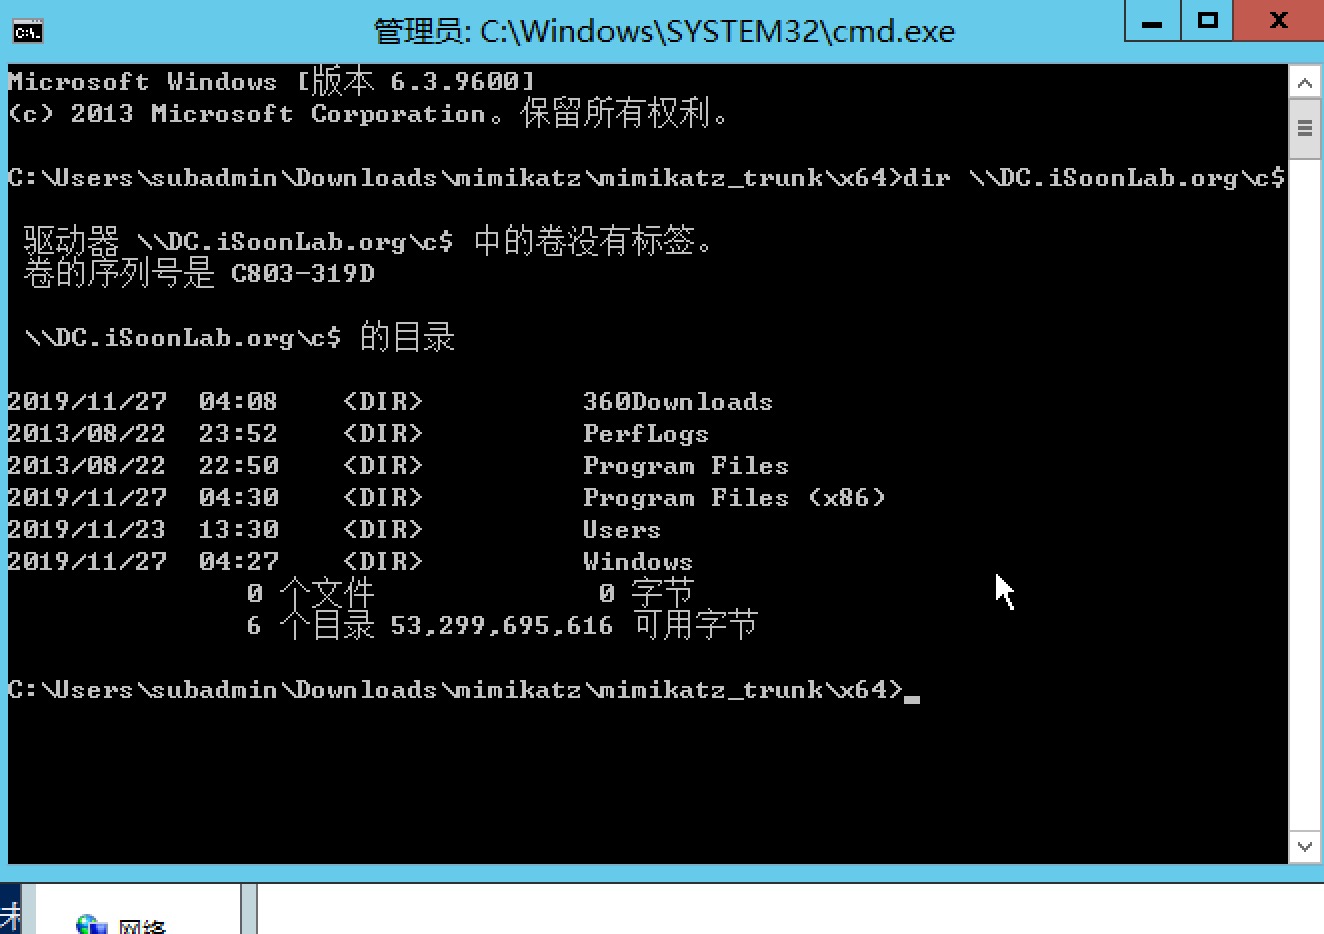 管理员: C:\Windows\SYSTEM32\cmd.exe
Microsoft Windows [版本 6.3.9600]
(c) 2013 Microsoft Corporation。保留所有权利。
C:\Users\subadmin\Downloads\mimikatz\mimikatz_trunk\x64>dir \\DC.iSoonLab.org\c$
驱动器 \\DC.iSoonLab.org\c$ 中的卷没有标签。
卷的序列号是 C803-319D
\\DC.iSoonLab.org\c$ 的目录
2019/11/27  04:08    <DIR>          360Downloads
2013/08/22  23:52    <DIR>          PerfLogs
2013/08/22  22:50    <DIR>          Program Files
2019/11/27  04:30    <DIR>          Program Files (x86)
2019/11/23  13:30    <DIR>          Users
2019/11/27  04:27    <DIR>          Windows
0 个文件              0 字节
6 个目录 53,299,695,616 可用字节
C:\Users\subadmin\Downloads\mimikatz\mimikatz_trunk\x64>
网络